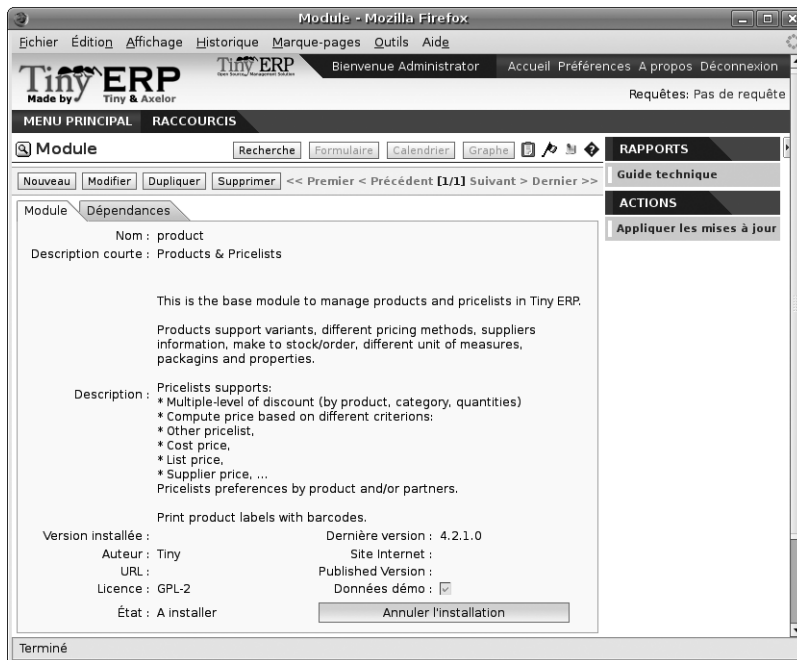 Module - Mozilla Firefox
Fichier Édition Affichage Historique Marque-pages Outils Aide
Tiny ERP
Made by Tiny & Axelor
Tiny ERP
Open Source Management Solution
Bienvenue Administrator
Accueil Préférences A propos Déconnexion
Requêtes: Pas de requête
MENU PRINCIPAL RACCOURCIS
Module
Recherche Formulaire Calendrier Graphe
Nouveau Modifier Dupliquer Supprimer << Premier < Précédent [1/1] Suivant > Dernier >>
Module Dépendances
Nom : product
Description courte : Products & Pricelists
This is the base module to manage products and pricelists in Tiny ERP.
Products support variants, different pricing methods, suppliers
information, make to stock/order, different unit of measures,
packagins and properties.
Description :
Pricelists supports:
* Multiple-level of discount (by product, category, quantities)
* Compute price based on different criterions:
* Other pricelist,
* Cost price,
* List price,
* Supplier price, ...
Pricelists preferences by product and/or partners.
Print product labels with barcodes.
Version installée : Dernière version : 4.2.1.0
Auteur : Tiny Site Internet :
URL : Published Version :
Licence : GPL-2 Données démo :
État : A installer Annuler l'installation
RAPPORTS
Guide technique
ACTIONS
Appliquer les mises à jour
Terminé